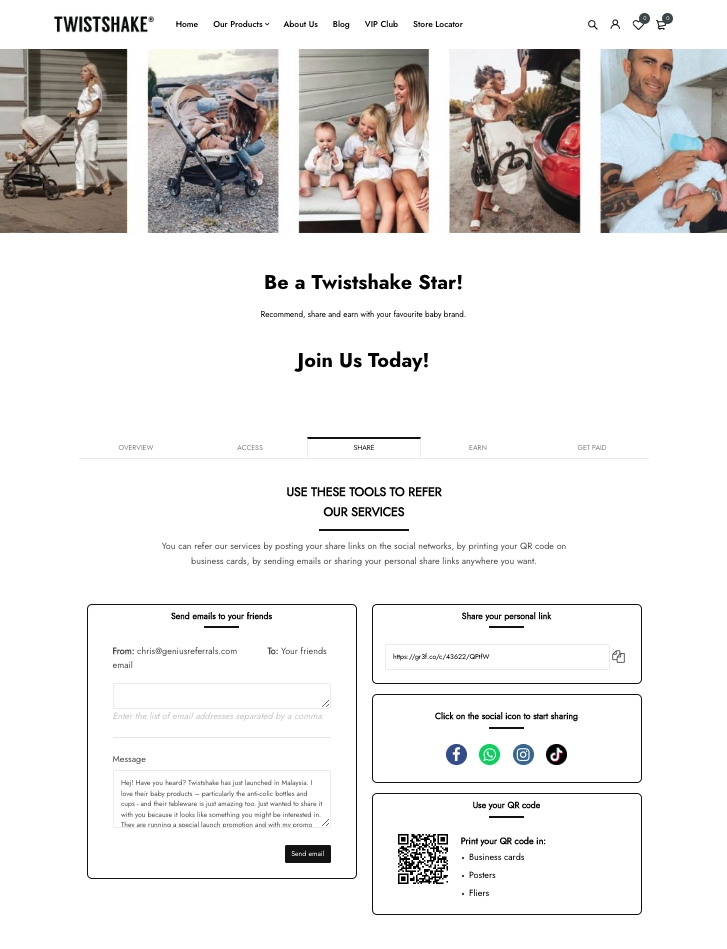 TWISTSHAKE®
Home Our Products About Us Blog VIP Club Store Locator
0 0
Be a Twistshake Star!
Recommend, share and earn with your favourite baby brand.
Join Us Today!
OVERVIEW ACCESS SHARE EARN GET PAID
USE THESE TOOLS TO REFER
OUR SERVICES
You can refer our services by posting your share links on the social networks, by printing your QR code on
business cards, by sending emails or sharing your personal share links anywhere you want.
Send emails to your friends
From: chris@geniusreferrals.com To: Your friends
email
Enter the list of email addresses separated by a comma.
Message
Hej! Have you heard? Twistshake has just launched in Malaysia. I
love their baby products – particularly the anti-colic bottles and
cups - and their tableware is just amazing too. Just wanted to share it
with you because it looks like something you might be interested in.
They are running a special launch promotion and with my promo
Send email
Share your personal link
https://gr3f.co/c/43622/QPtfW
Click on the social icon to start sharing
Use your QR code
Print your QR code in:
• Business cards
• Posters
• Fliers